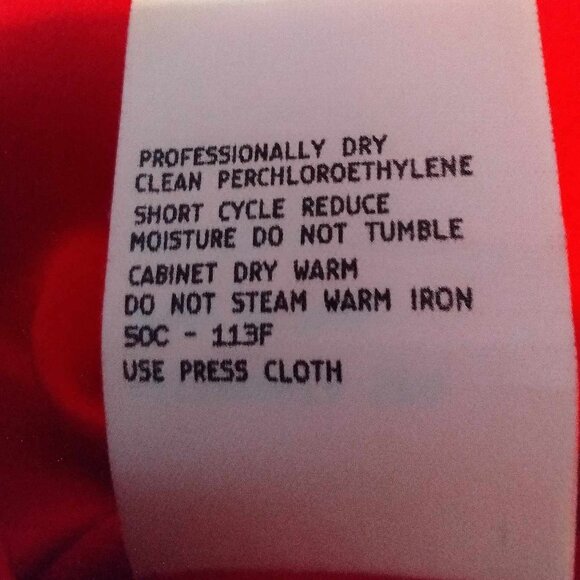 PROFESSIONALLY DRY
CLEAN PERCHLOROETHYLENE
SHORT CYCLE REDUCE
MOISTURE DO NOT TUMBLE
CABINET DRY WARM
DO NOT STEAM WARM IRON
50C - 113F
USE PRESS CLOTH